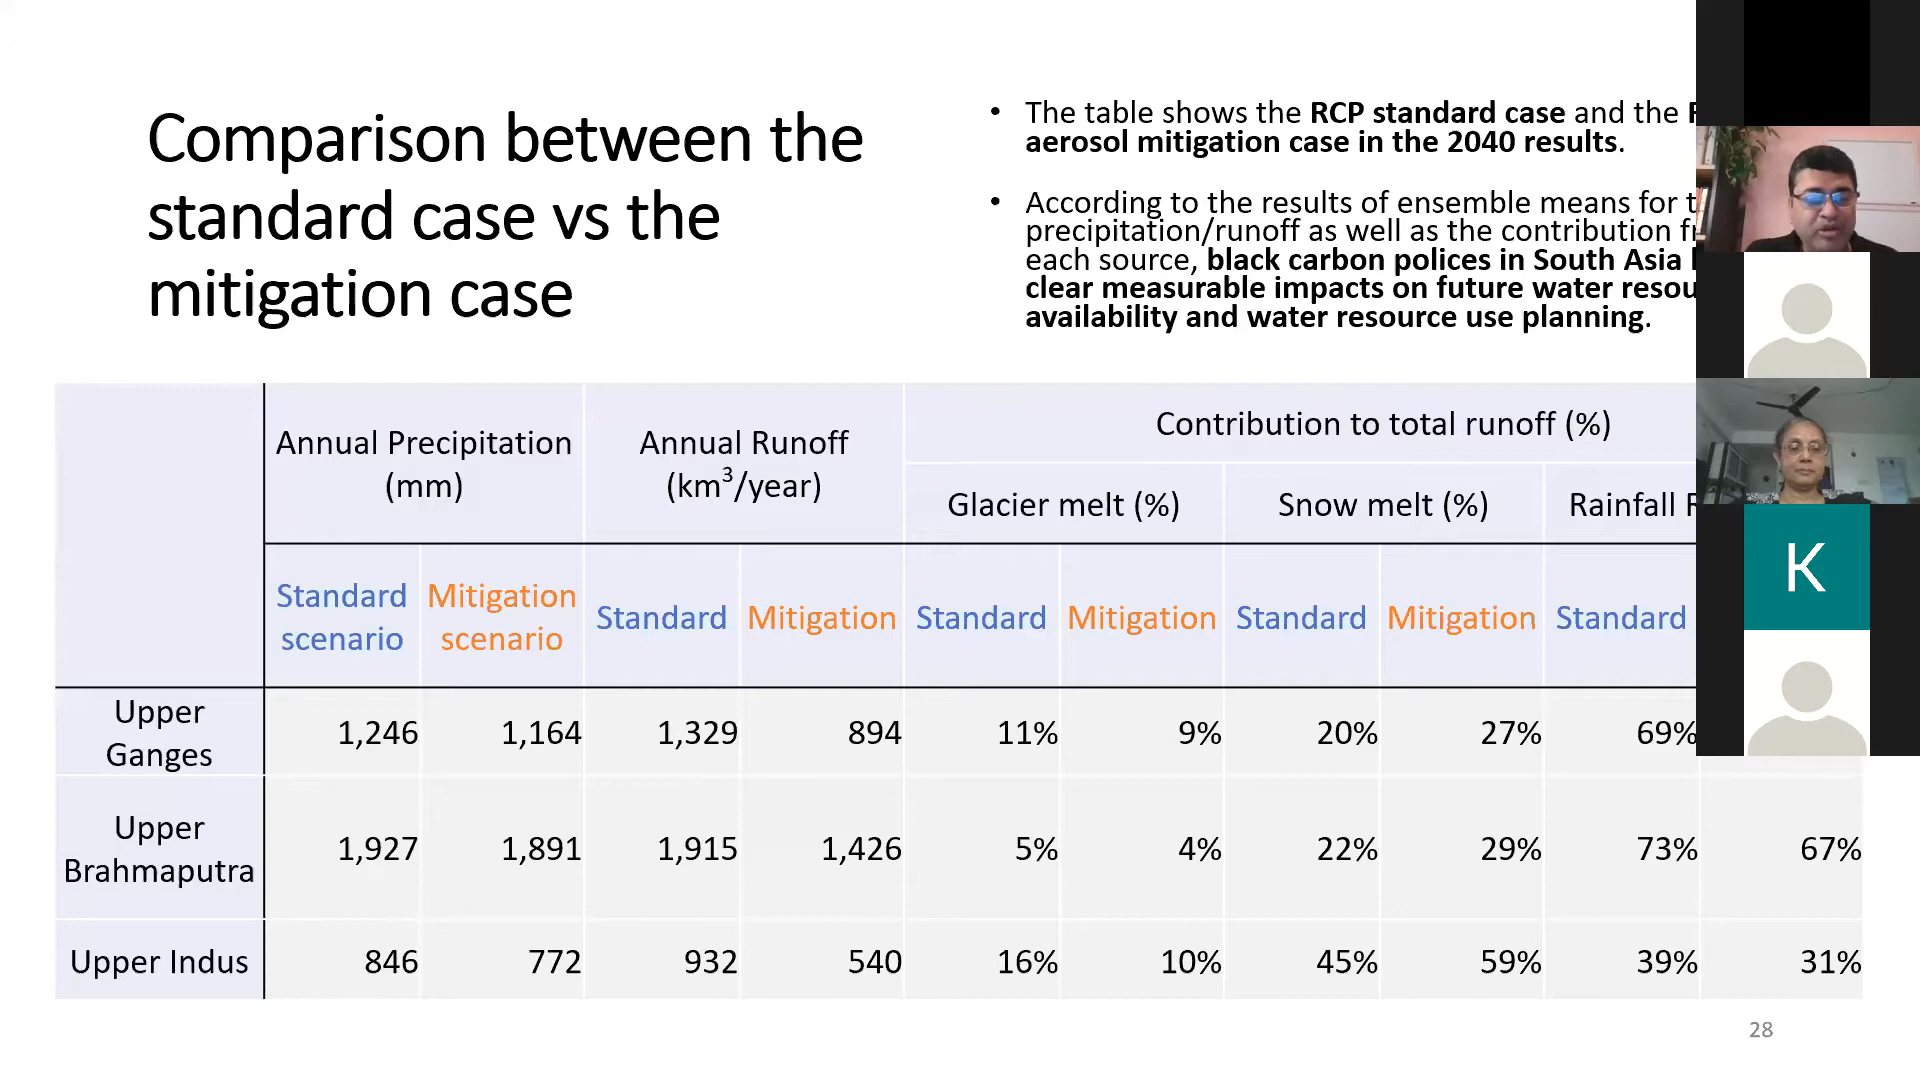 Comparison between the
standard case vs the
mitigation case
• The table shows the RCP standard case and the
aerosol mitigation case in the 2040 results.
• According to the results of ensemble means for
precipitation/runoff as well as the contribution
each source, black carbon polices in South Asia
clear measurable impacts on future water
availability and water resource use planning.
Annual Precipitation
(mm)
Annual Runoff
(km³/year)
Contribution to total runoff (%)
Glacier melt (%)
Snow melt (%)
Rainfall
Standard
scenario
Mitigation
scenario
Standard
Mitigation
Standard
Mitigation
Standard
Mitigation
Standard
Upper
Ganges
1,246
1,164
1,329
894
11%
9%
20%
27%
69%
Upper
Brahmaputra
1,927
1,891
1,915
1,426
5%
4%
22%
29%
73%
67%
Upper Indus
846
772
932
540
16%
10%
45%
59%
39%
31%
K
28